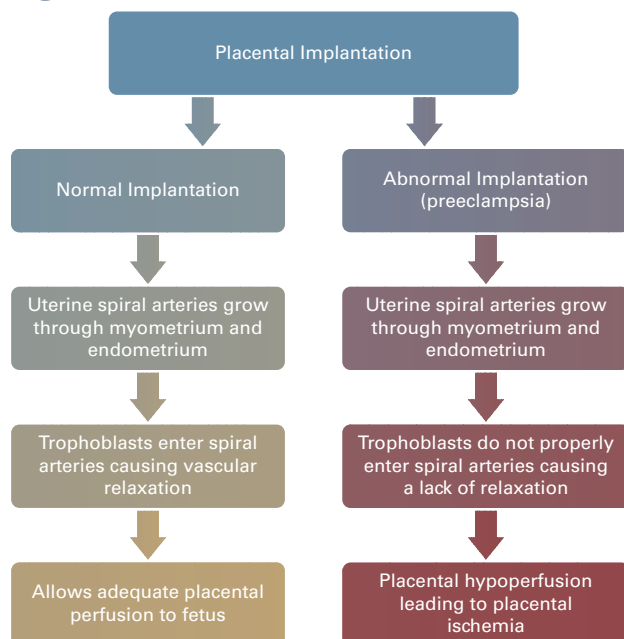 Placental Implantation
Normal Implantation
Abnormal Implantation
(preeclampsia)
Uterine spiral arteries grow
through myometrium and
endometrium
Uterine spiral arteries grow
through myometrium and
endometrium
Trophoblasts enter spiral
arteries causing vascular
relaxation
Trophoblasts do not properly
enter spiral arteries causing
a lack of relaxation
Allows adequate placental
perfusion to fetus
Placental hypoperfusion
leading to placental
ischemia